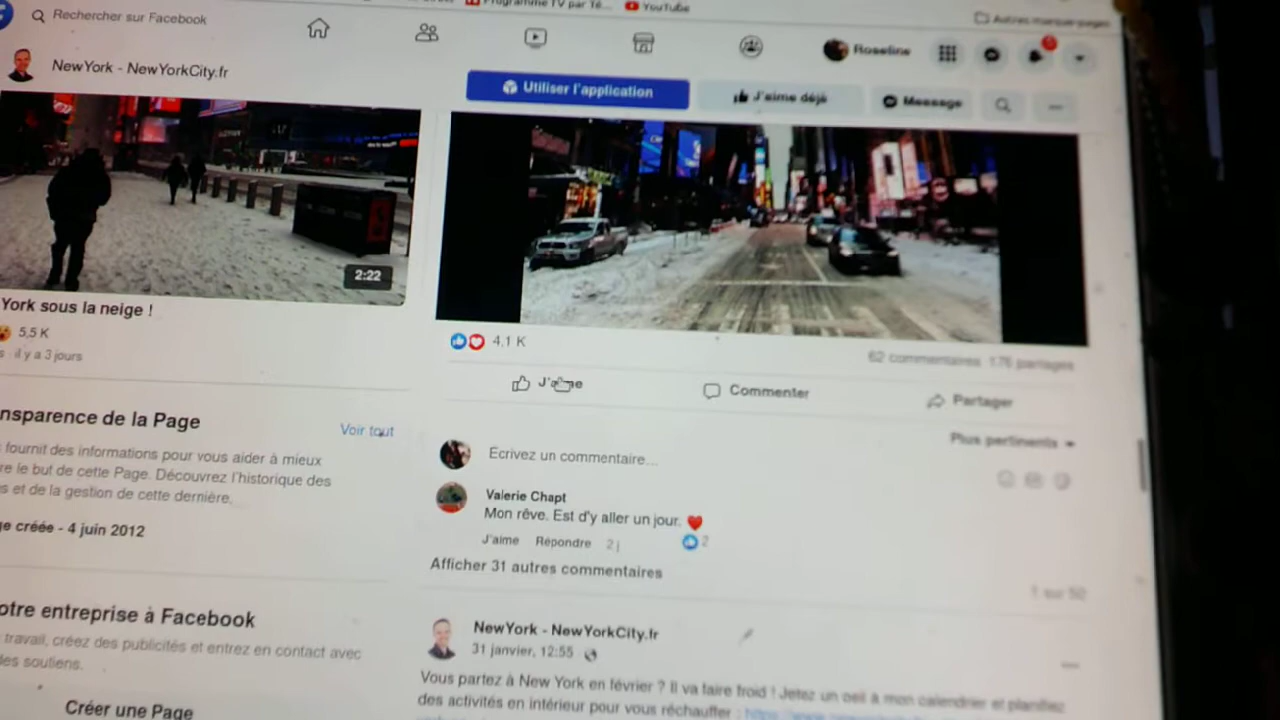 Programme TV par Té...
YouTube
Autres marque-pages
Rechercher sur Facebook
Roseline
NewYork - NewYorkCity.fr
Utiliser l'application
J'aime déjà
Message
2:22
York sous la neige !
5,5 K
il y a 3 jours
nsparence de la Page
Voir tout
fournit des informations pour vous aider à mieux
re le but de cette Page. Découvrez l'historique des
s et de la gestion de cette dernière.
ge créée - 4 juin 2012
otre entreprise à Facebook
travail, créez des publicités et entrez en contact avec
des soutiens.
Créer une Page
4,1 K
62 commentaires 176 partages
Commenter
Partager
Plus pertinents
Ecrivez un commentaire...
Valerie Chapt
Mon rêve. Est d'y aller un jour. ❤️
J'aime Répondre 2 j
2
Afficher 31 autres commentaires
1 sur 50
NewYork - NewYorkCity.fr
31 janvier, 12:55
Vous partez à New York en février ? Il va faire froid ! Jetez un oeil à mon calendrier et planifiez
des activités en intérieur pour vous réchauffer :